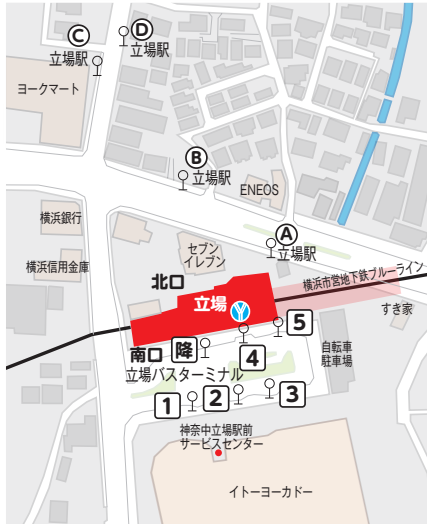 C
D
立場駅
立場駅
ヨークマート
B
立場駅
ENEOS
横浜銀行
A
セブン
イレブン
立場駅
横浜信用金庫
北口
横浜市営地下鉄ブルーライン
立場
すき家
5
南口
降
4
自転車
駐車場
立場バスターミナル
1
2
3
神奈中立場駅前
サービスセンター
イトーヨーカドー